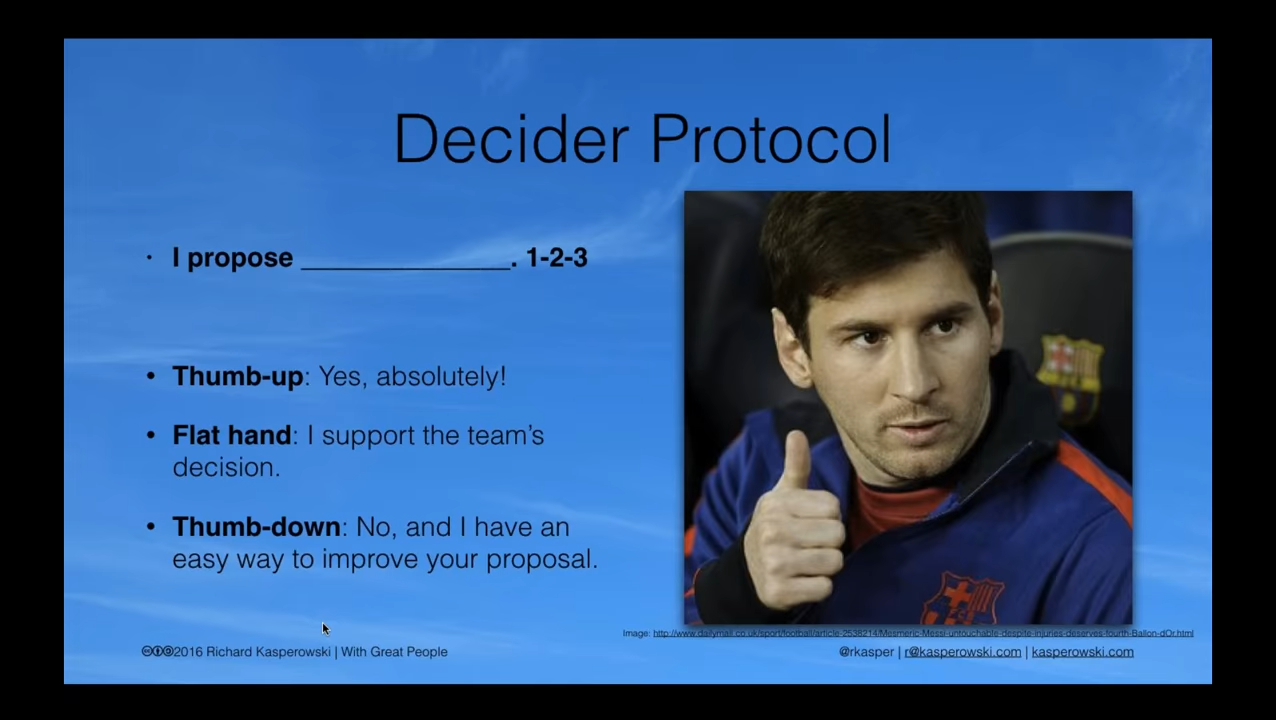 Decider Protocol
• I propose _______________. 1-2-3
• Thumb-up: Yes, absolutely!
• Flat hand: I support the team’s
decision.
• Thumb-down: No, and I have an
easy way to improve your proposal.
Image: http://www.dailymail.co.uk/sport/football/article-2538214/Mesmeric-Messi-untouchable-despite-injuries-deserves-fourth-Ballon-dOr.html
2016 Richard Kasperowski | With Great People
@rkasper | r@kasperowski.com | kasperowski.com